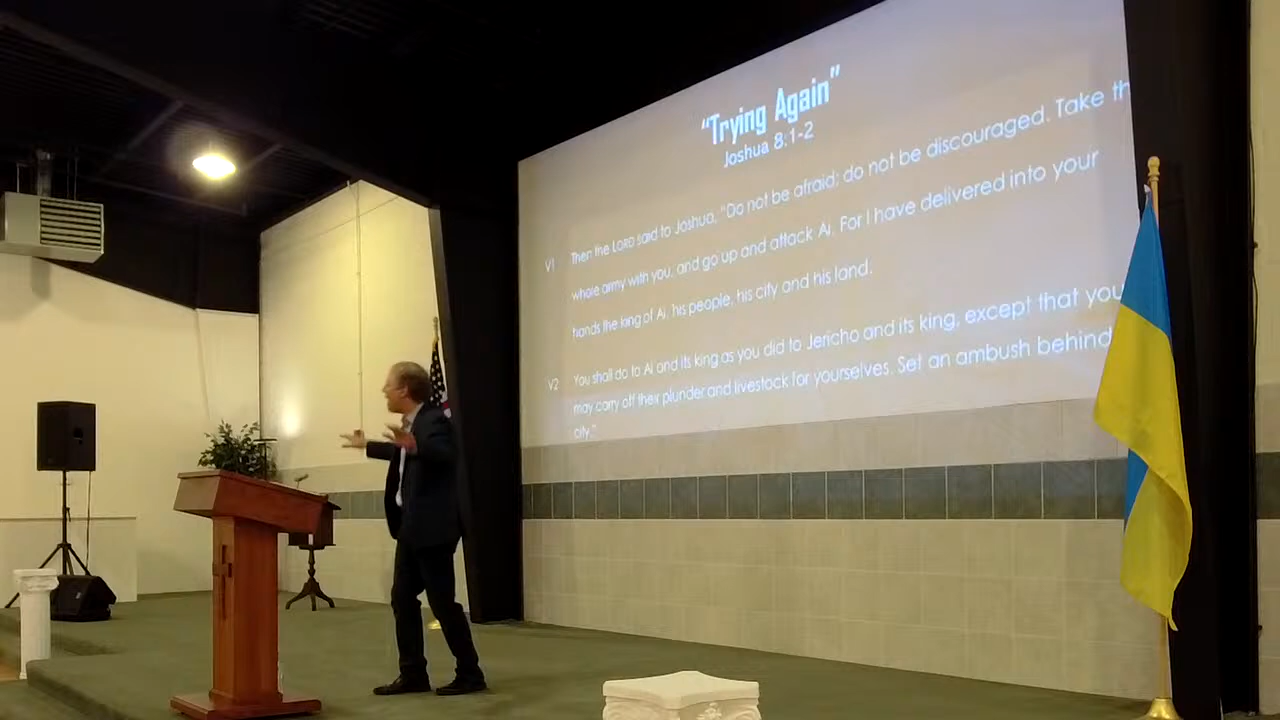 "Trying Again"
Joshua 8:1-2
V1 Then the LORD said to Joshua, "Do not be afraid; do not be discouraged. Take th
whole army with you, and go up and attack Ai. For I have delivered into your
hands the king of Ai, his people, his city and his land.
V2 You shall do to Ai and its king as you did to Jericho and its king, except that you
may carry off their plunder and livestock for yourselves. Set an ambush behind
city."